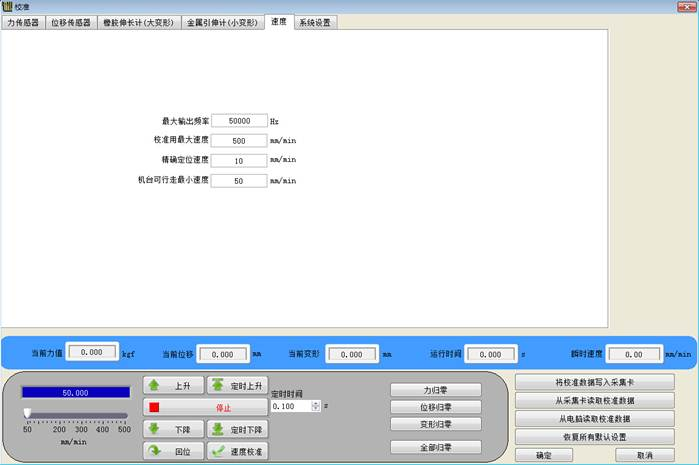 校准
力传感器 位移传感器 橡胶伸长计(大变形) 金属引伸计(小变形) 速度 系统设置
最大输出频率 50000 Hz
校准用最大速度 500 mm/min
精确定位速度 10 mm/min
机台可行走最小速度 50 mm/min
当前力值 0.000 kgf 当前位移 0.000 mm 当前变形 0.000 mm 运行时间 0.000 s 瞬时速度 0.00 mm/min
50.000
50 200 300 400 500
mm/min
上升 定时上升
停止
下降 定时下降
回位 速度校准
定时时间
0.100 s
力归零
位移归零
变形归零
全部归零
将校准数据写入采集卡
从采集卡读取校准数据
从电脑读取校准数据
恢复所有默认设置
确定 取消